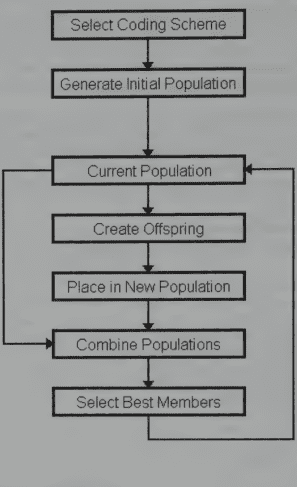 Select Coding Scheme
Generate Initial Population
Current Population
Create Offspring
Place in New Population
Combine Populations
Select Best Members